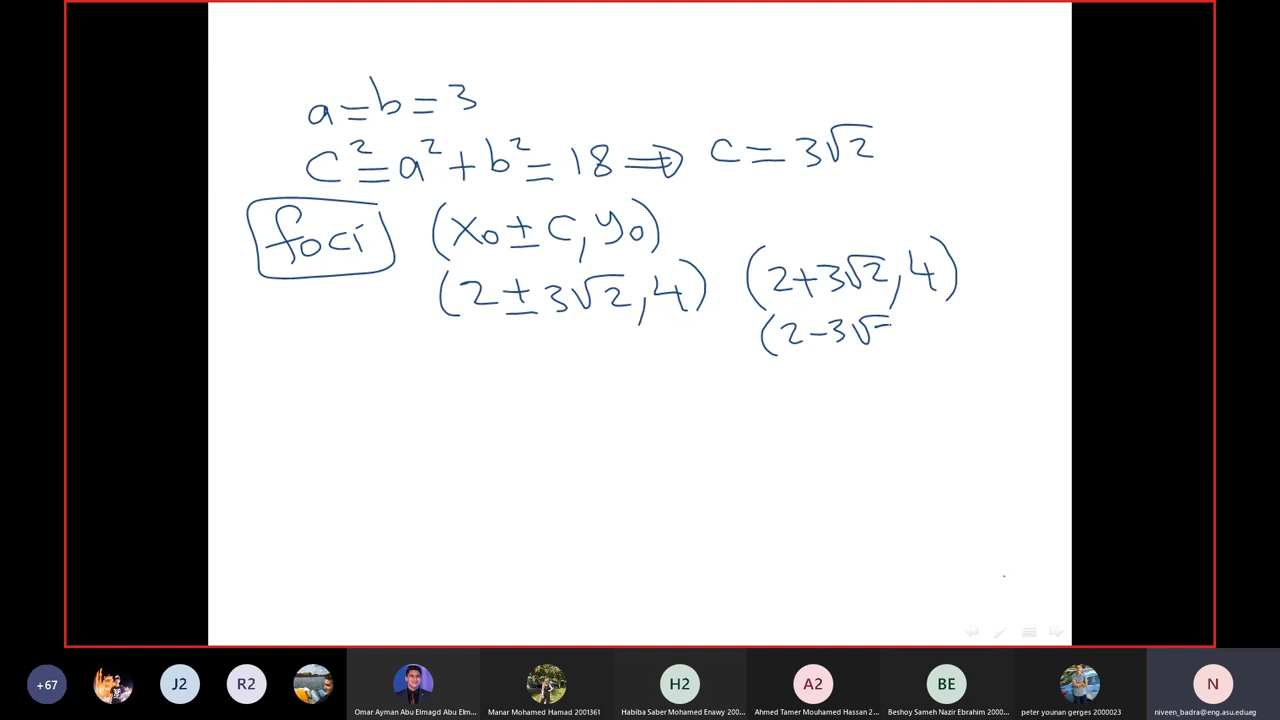 a = b = 3
c² = a² + b² = 18 ⇒ c = 3√2
foci (x₀ ± c, y₀)
(2 ± 3√2, 4) (2+3√2, 4)
(2-3√
+67
J2
R2
H2
A2
BE
N
Omar Ayman Abu Elmagd Abu Elm...
Manar Mohamed Hamad 2001361
Habiba Saber Mohamed Enawy 200...
Ahmed Tamer Mouhamed Hassan 2...
Beshoy Sameh Nazir Ebrahim 2000...
peter younan gerges 2000023
niveen_badra@eng.asu.edueg